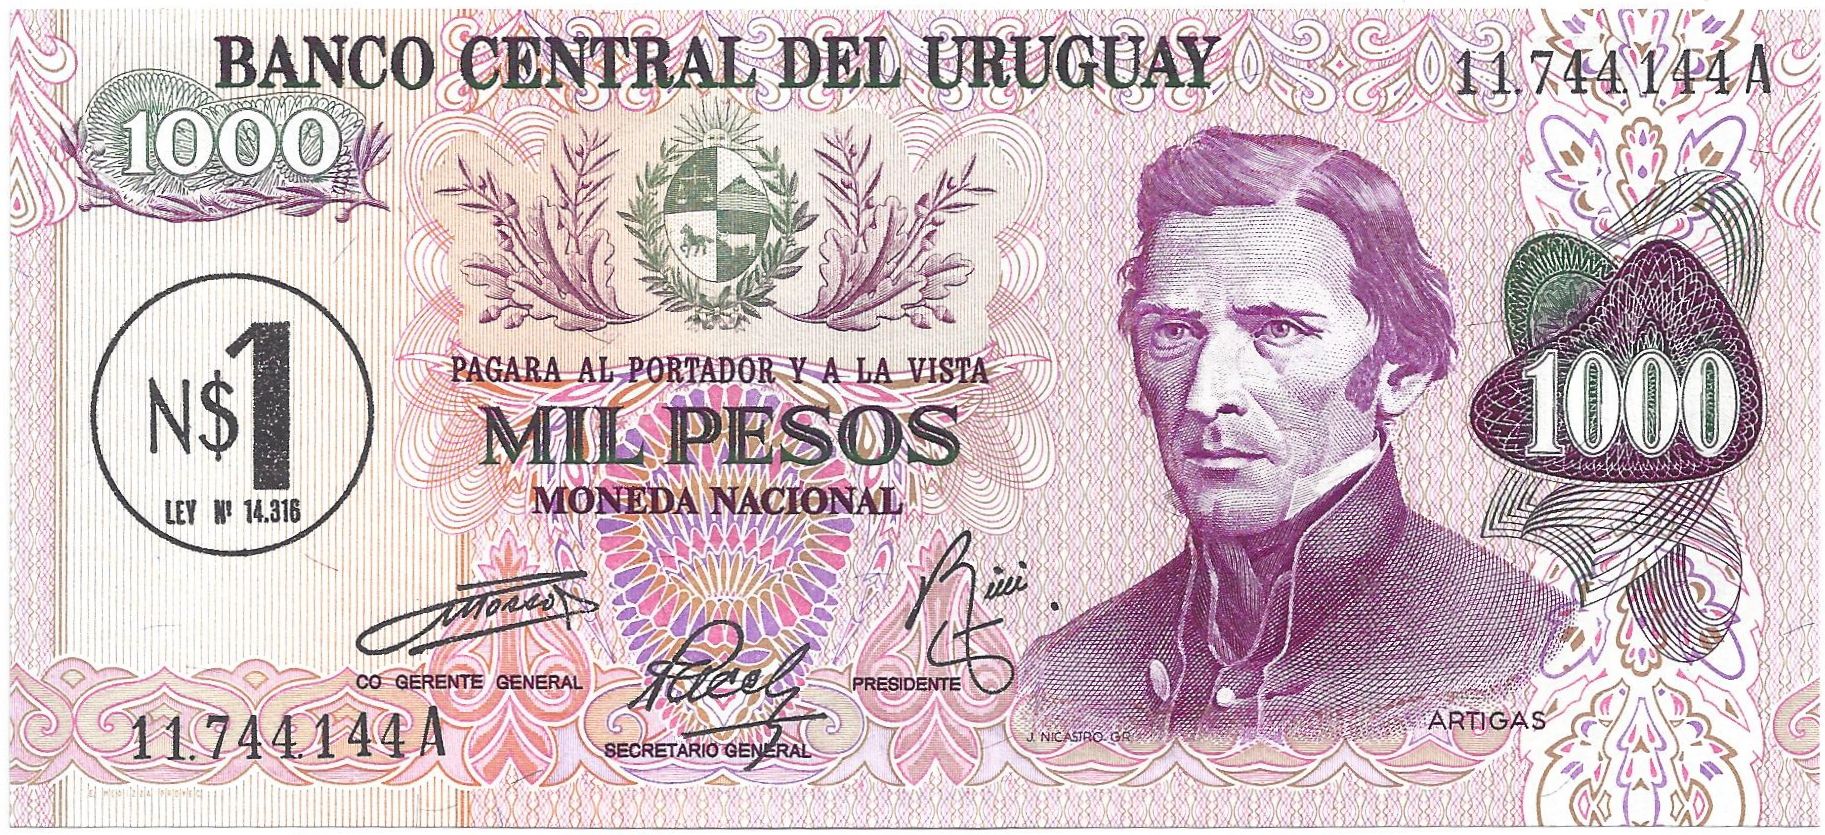 BANCO CENTRAL DEL URUGUAY
11.744.144 A
1000
PAGARA AL PORTADOR Y A LA VISTA
MIL PESOS
MONEDA NACIONAL
1000
N$1
LEY Nº 14.316
CO GERENTE GENERAL
PRESIDENTE
SECRETARIO GENERAL
11.744.144 A
J. NICASTRO. GR.
ARTIGAS